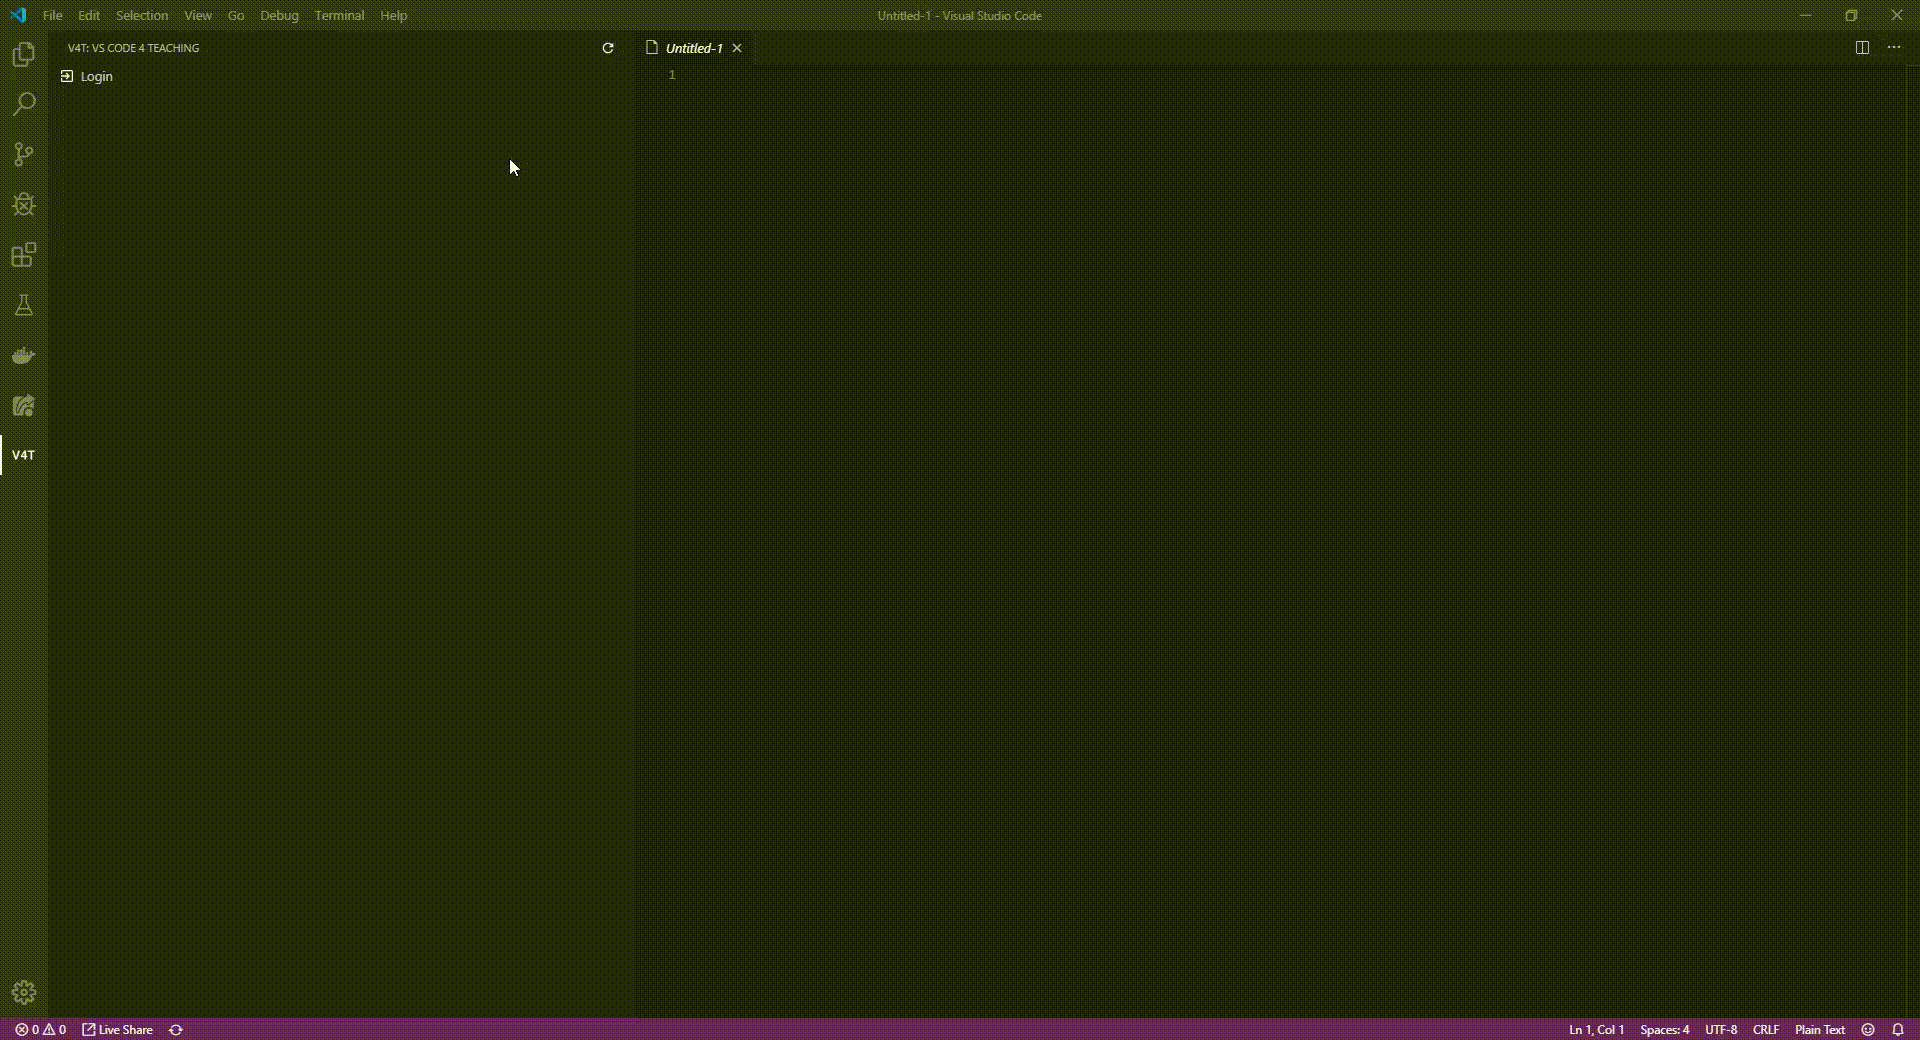 File Edit Selection View Go Debug Terminal Help
Untitled-1 - Visual Studio Code
V4T: VS CODE 4 TEACHING
Login
Untitled-1
1
V4T
0 0 Live Share
Ln 1, Col 1 Spaces: 4 UTF-8 CRLF Plain Text